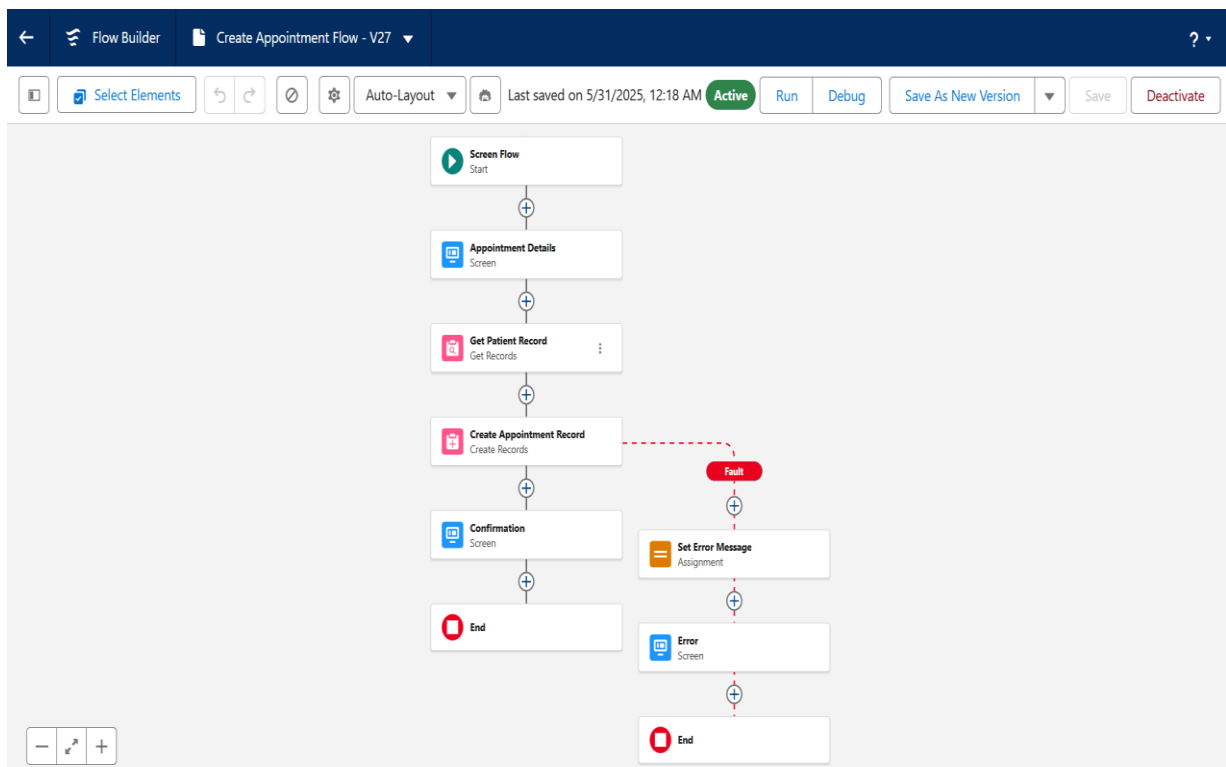 Flow Builder
Create Appointment Flow - V27
?
Select Elements
Auto-Layout
Last saved on 5/31/2025, 12:18 AM
Active
Run
Debug
Save As New Version
Save
Deactivate
Screen Flow
Start
Appointment Details
Screen
Get Patient Record
Get Records
Create Appointment Record
Create Records
Fault
Confirmation
Screen
Set Error Message
Assignment
End
Error
Screen
End